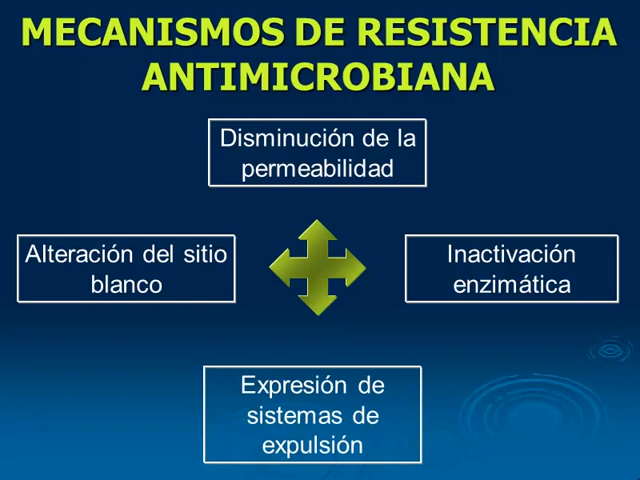 MECANISMOS DE RESISTENCIA
ANTIMICROBIANA
Disminución de la
permeabilidad
Alteración del sitio
blanco
Inactivación
enzimática
Expresión de
sistemas de
expulsión